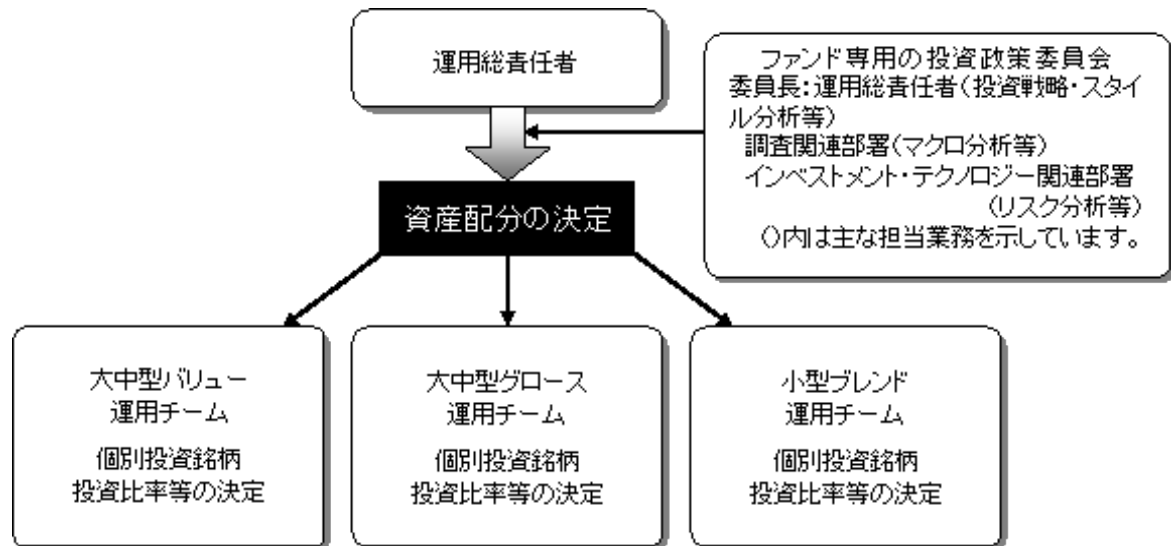 運用総責任者
ファンド専用の投資政策委員会
委員長：運用総責任者（投資戦略・スタイ
ル分析等）
調査関連部署（マクロ分析等）
インベストメント・テクノロジー関連部署
（リスク分析等）
（）内は主な担当業務を示しています。
資産配分の決定
大中型バリュー
運用チーム
個別投資銘柄
投資比率等の決定
大中型グロース
運用チーム
個別投資銘柄
投資比率等の決定
小型ブレンド
運用チーム
個別投資銘柄
投資比率等の決定